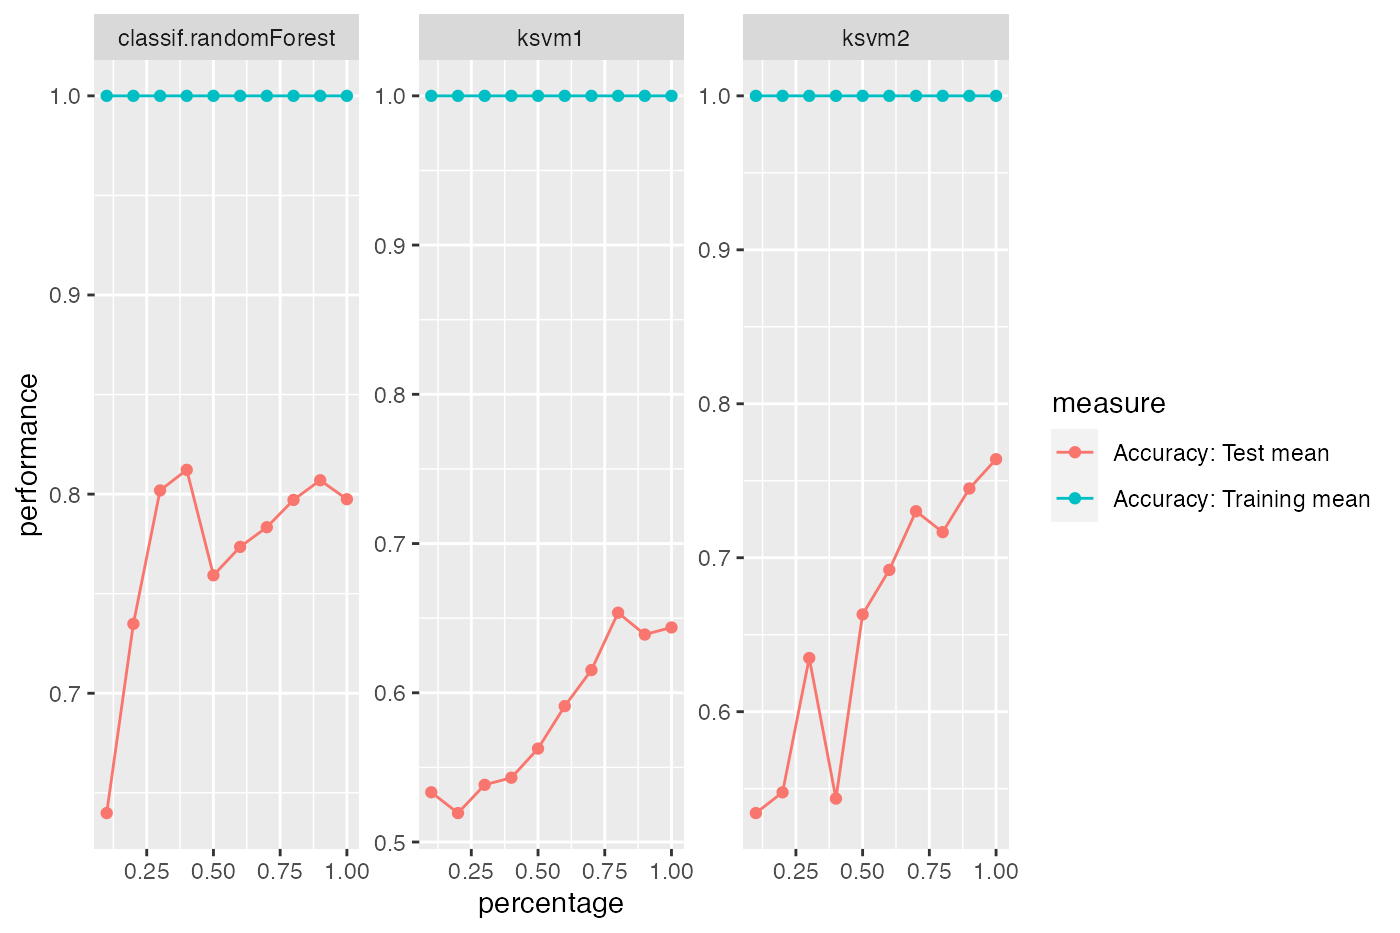 classif.randomForest
ksvm1
ksvm2
performance
1.0
0.9
0.8
0.7
1.0
0.9
0.8
0.7
0.6
0.5
1.0
0.9
0.8
0.7
0.6
0.25 0.50 0.75 1.00
0.25 0.50 0.75 1.00
0.25 0.50 0.75 1.00
percentage
measure
Accuracy: Test mean
Accuracy: Training mean